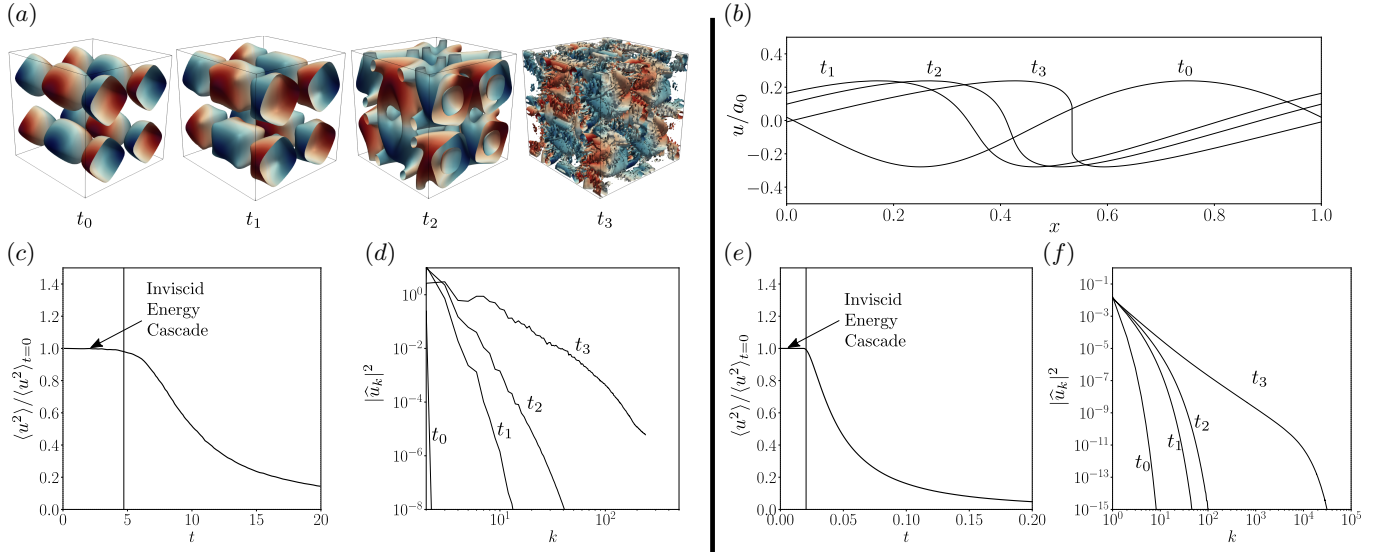 (a)
t₀
t₁
t₂
t₃
(b)
u/a₀
0.4
0.2
0.0
−0.2
−0.4
t₁
t₂
t₃
t₀
0.0 0.2 0.4 0.6 0.8 1.0
x
(c)
⟨u²⟩/⟨u²⟩ₜ₌₀
1.4
1.2
1.0
0.8
0.6
0.4
0.2
0.0
Inviscid
Energy
Cascade
0 5 10 15 20
t
(d)
|û_k|²
10⁰
10⁻²
10⁻⁴
10⁻⁶
10⁻⁸
t₀
t₁
t₂
t₃
10¹ 10²
k
(e)
⟨u²⟩/⟨u²⟩ₜ₌₀
1.4
1.2
1.0
0.8
0.6
0.4
0.2
0.0
Inviscid
Energy
Cascade
0.00 0.05 0.10 0.15 0.20
t
(f)
|û_k|²
10⁻¹
10⁻³
10⁻⁵
10⁻⁷
10⁻⁹
10⁻¹¹
10⁻¹³
10⁻¹⁵
t₀
t₁
t₂
t₃
10⁰ 10¹ 10² 10³ 10⁴ 10⁵
k